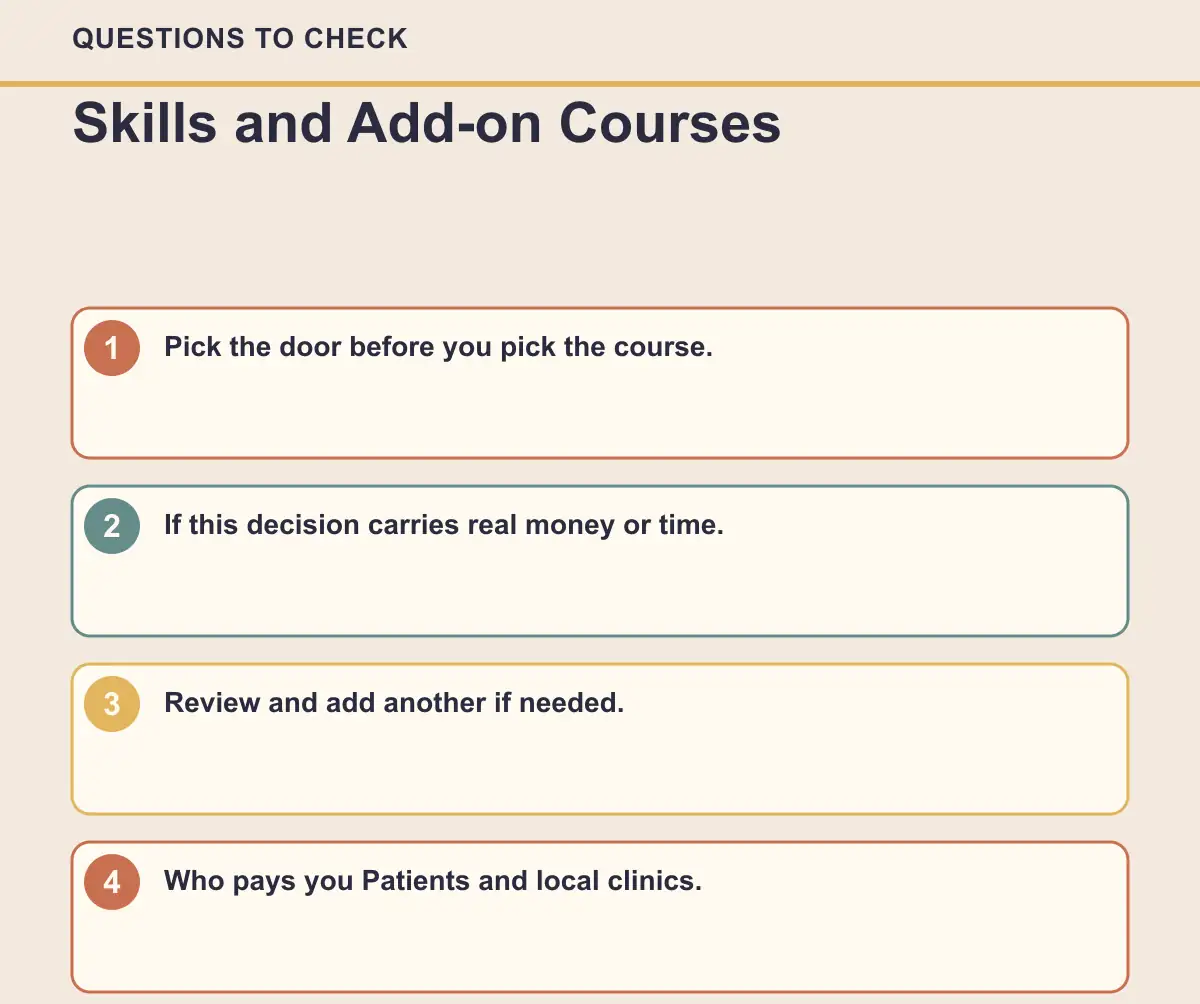 QUESTIONS TO CHECK
Skills and Add-on Courses
1 Pick the door before you pick the course.
2 If this decision carries real money or time.
3 Review and add another if needed.
4 Who pays you Patients and local clinics.